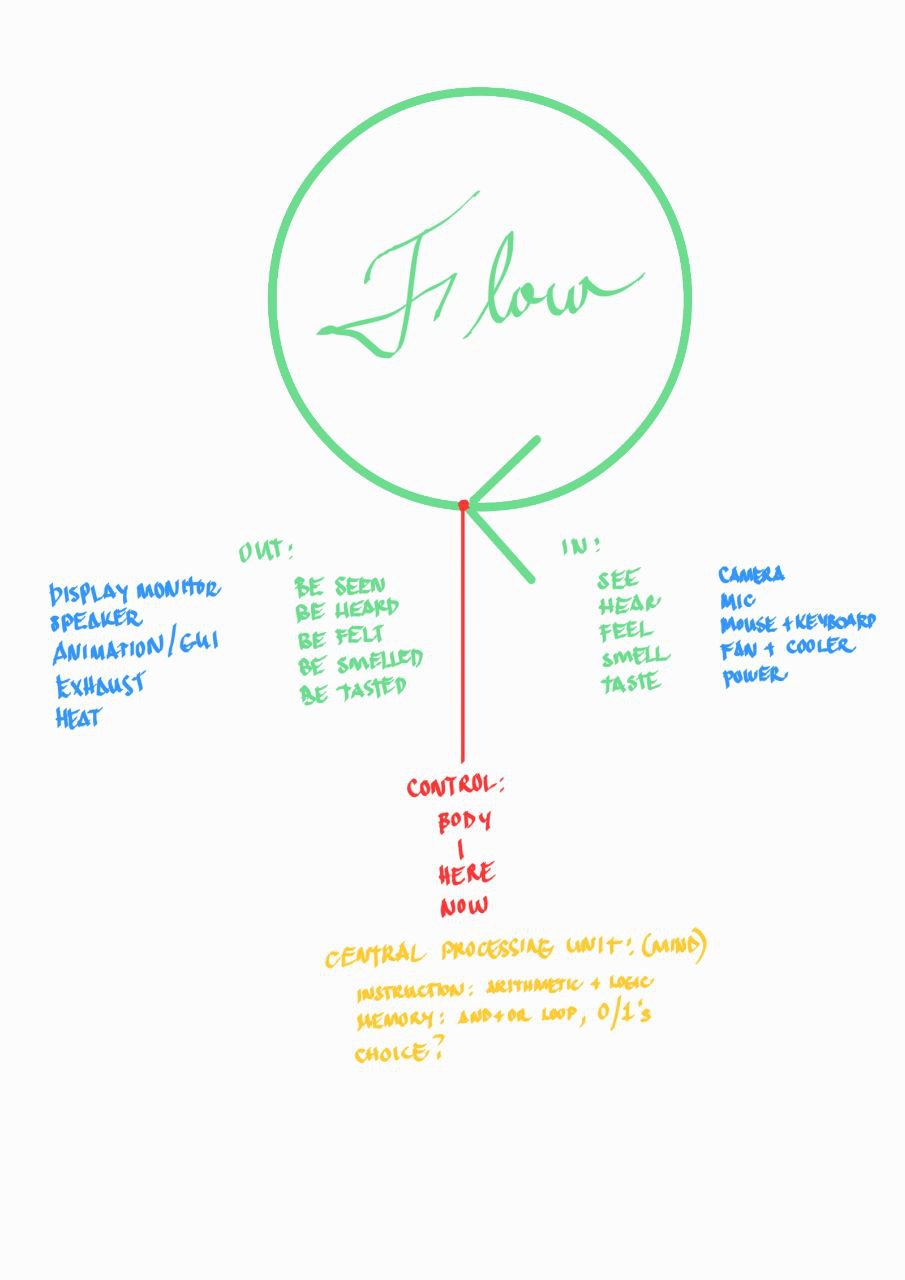 Flow
OUT:
DISPLAY MONITOR
SPEAKER
ANIMATION/GUI
EXHAUST
HEAT
BE SEEN
BE HEARD
BE FELT
BE SMELLED
BE TASTED
IN:
SEE
HEAR
FEEL
SMELL
TASTE
CAMERA
MIC
MOUSE + KEYBOARD
FAN + COOLER
POWER
CONTROL:
BODY
I
HERE
NOW
CENTRAL PROCESSING UNIT: (MIND)
INSTRUCTION: ARITHMETIC + LOGIC
MEMORY: AND+OR LOOP, 0/1's
CHOICE?